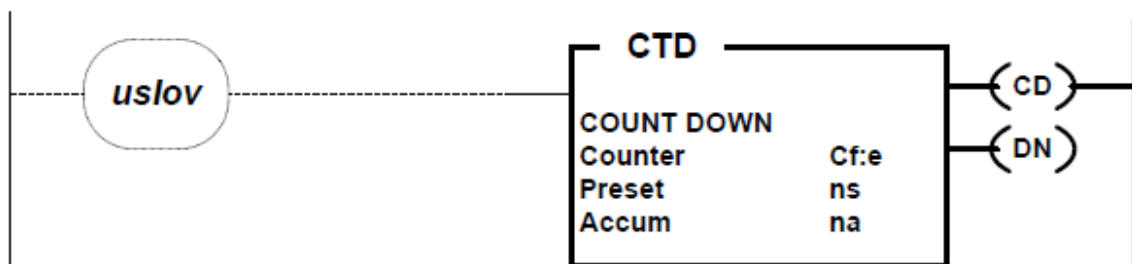 CTD
uslov
CD
COUNT DOWN
DN
Counter Cf:e
Preset ns
Accum na